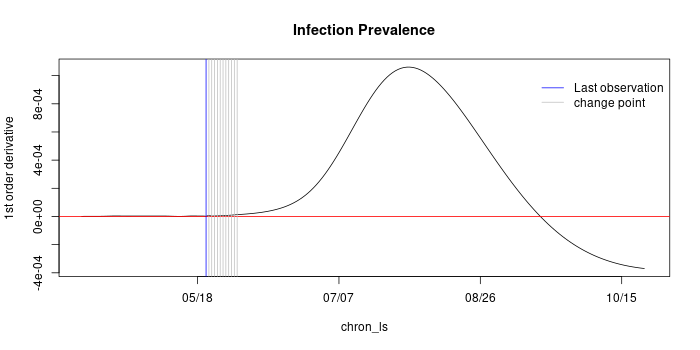 Infection Prevalence
1st order derivative
8e-04
4e-04
0e+00
-4e-04
Last observation
change point
05/18
07/07
08/26
10/15
chron_ls